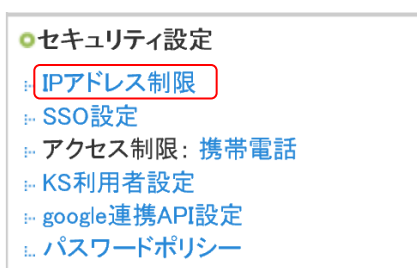 セキュリティ設定
IPアドレス制限
SSO設定
アクセス制限: 携帯電話
KS利用者設定
google連携API設定
パスワードポリシー